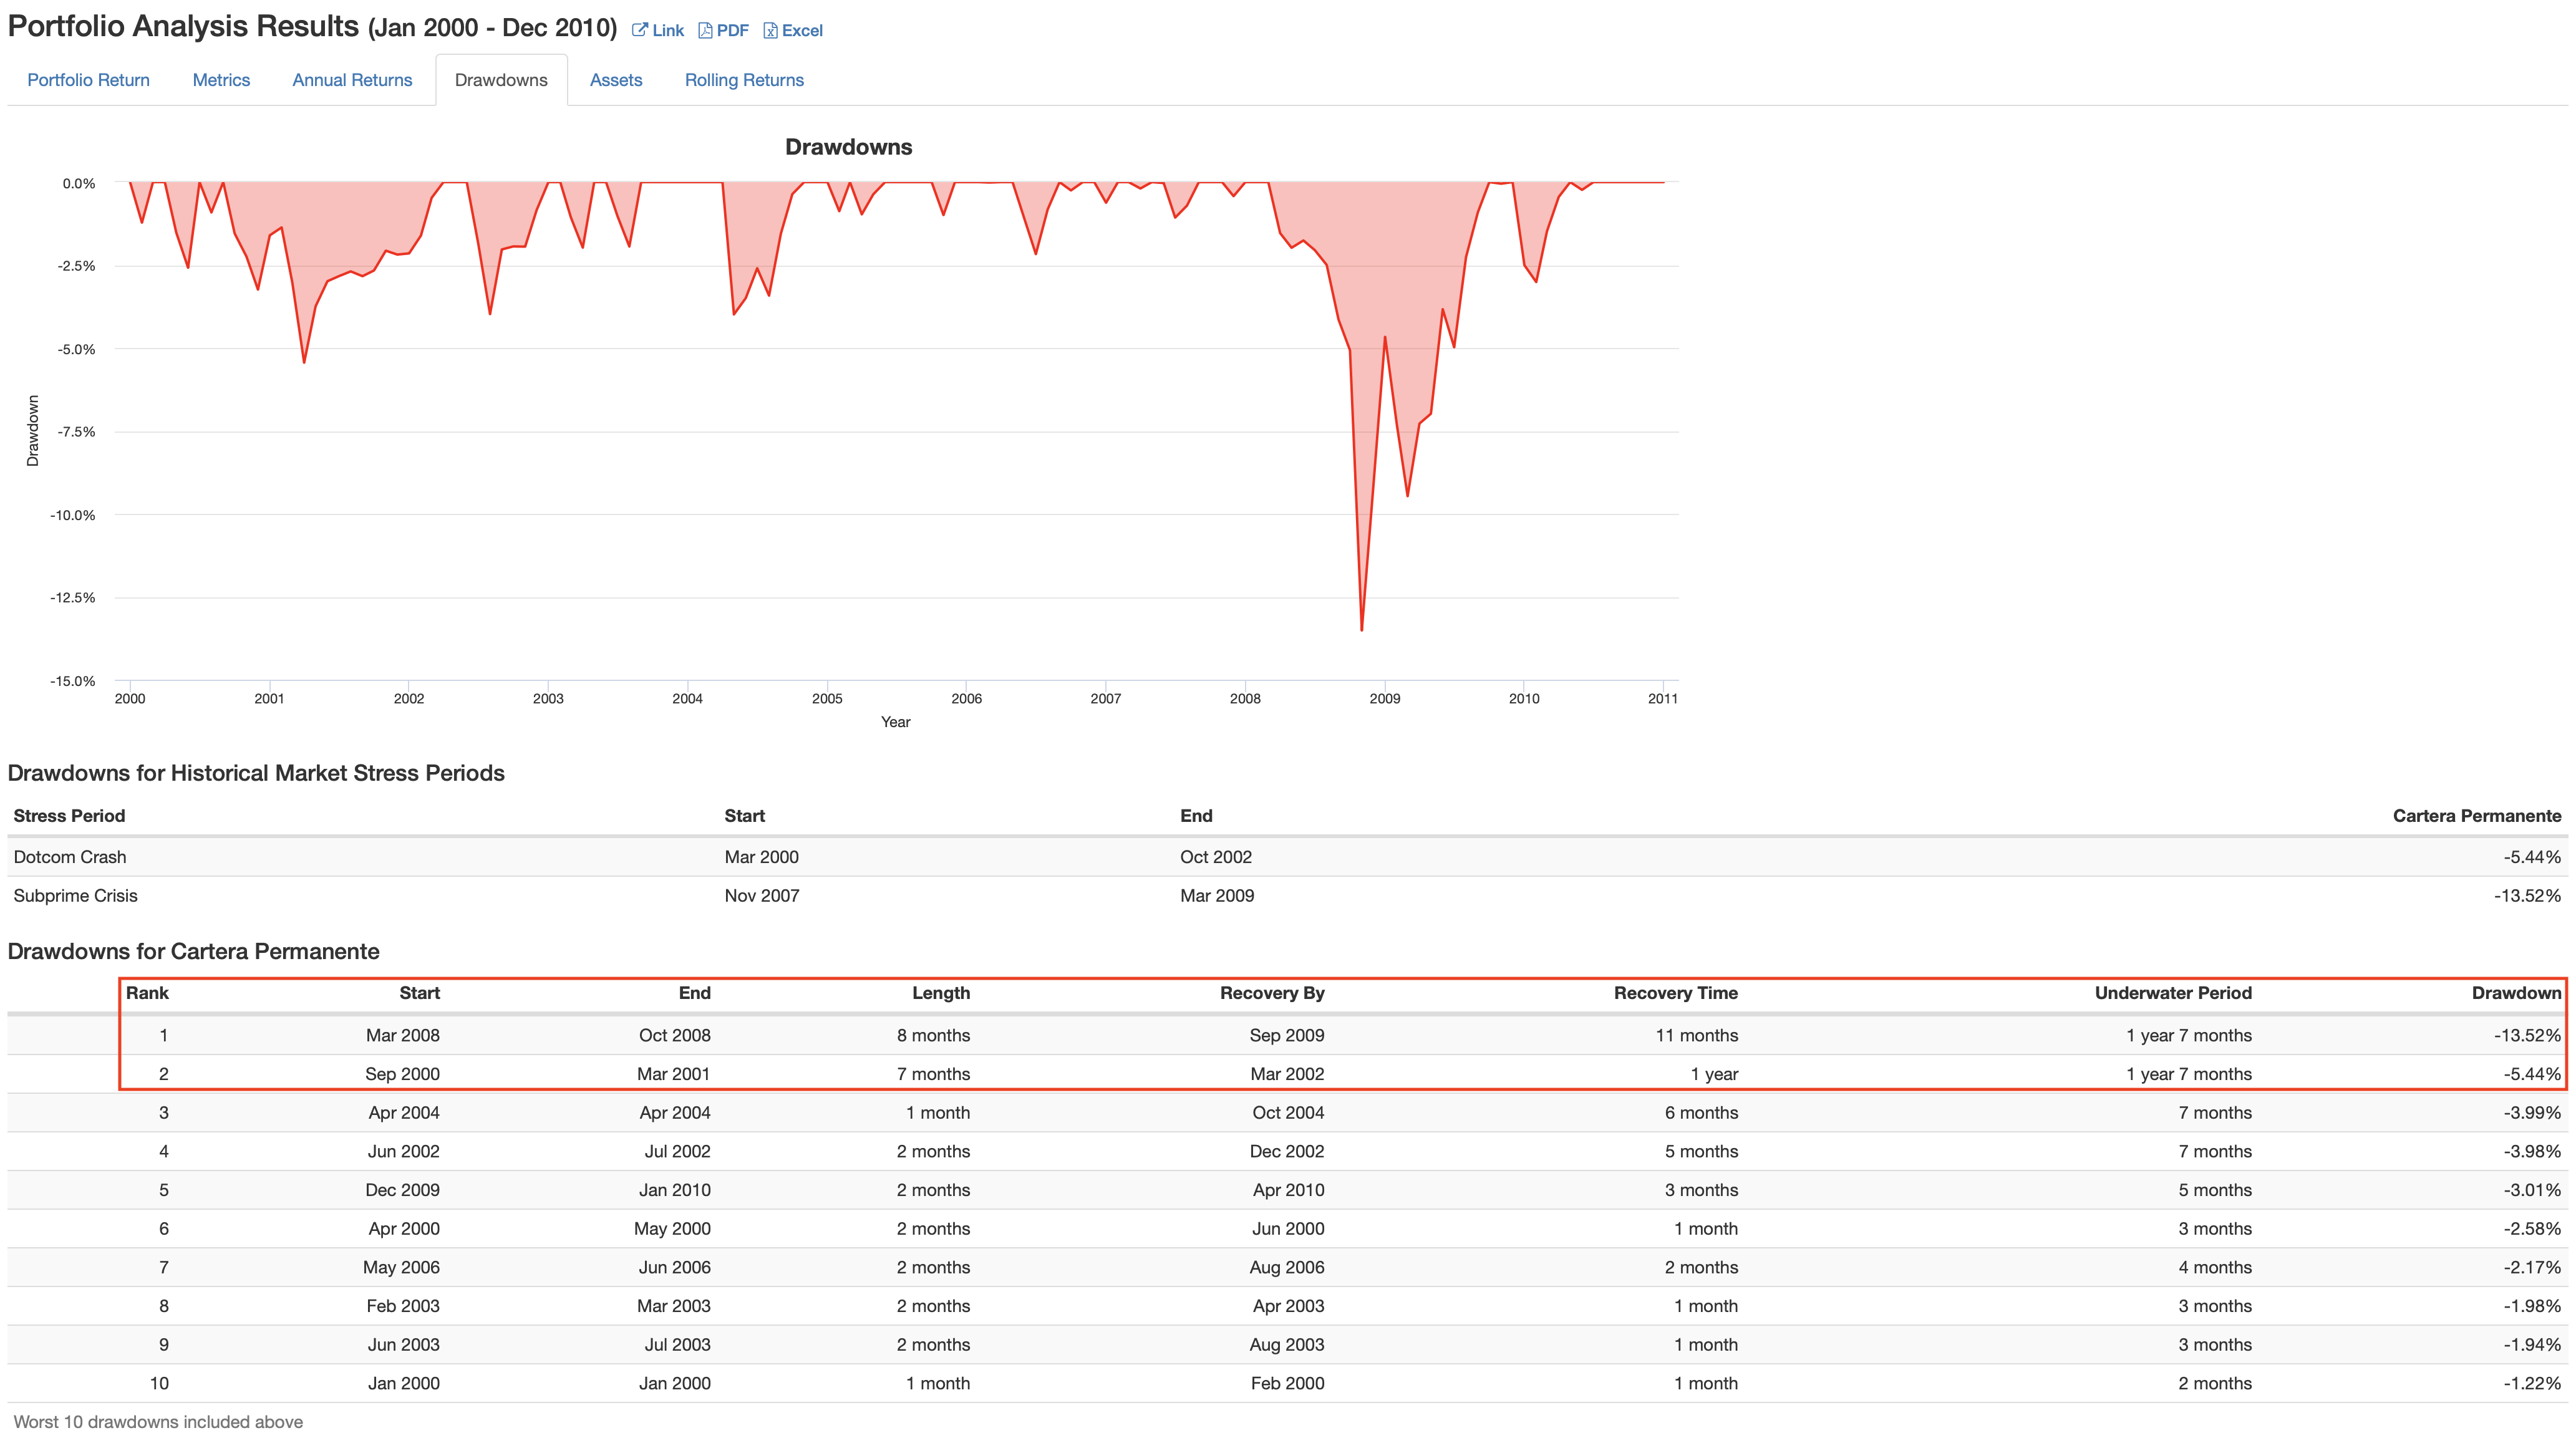 Portfolio Analysis Results (Jan 2000 - Dec 2010) Link PDF Excel
Portfolio Return Metrics Annual Returns Drawdowns Assets Rolling Returns
Drawdowns
0.0%
-2.5%
-5.0%
-7.5%
-10.0%
-12.5%
-15.0%
Drawdown
2000 2001 2002 2003 2004 2005 2006 2007 2008 2009 2010 2011
Year
Drawdowns for Historical Market Stress Periods
Stress Period Start End Cartera Permanente
Dotcom Crash Mar 2000 Oct 2002 -5.44%
Subprime Crisis Nov 2007 Mar 2009 -13.52%
Drawdowns for Cartera Permanente
Rank Start End Length Recovery By Recovery Time Underwater Period Drawdown
1 Mar 2008 Oct 2008 8 months Sep 2009 11 months 1 year 7 months -13.52%
2 Sep 2000 Mar 2001 7 months Mar 2002 1 year 1 year 7 months -5.44%
3 Apr 2004 Apr 2004 1 month Oct 2004 6 months 7 months -3.99%
4 Jun 2002 Jul 2002 2 months Dec 2002 5 months 7 months -3.98%
5 Dec 2009 Jan 2010 2 months Apr 2010 3 months 5 months -3.01%
6 Apr 2000 May 2000 2 months Jun 2000 1 month 3 months -2.58%
7 May 2006 Jun 2006 2 months Aug 2006 2 months 4 months -2.17%
8 Feb 2003 Mar 2003 2 months Apr 2003 1 month 3 months -1.98%
9 Jun 2003 Jul 2003 2 months Aug 2003 1 month 3 months -1.94%
10 Jan 2000 Jan 2000 1 month Feb 2000 1 month 2 months -1.22%
Worst 10 drawdowns included above